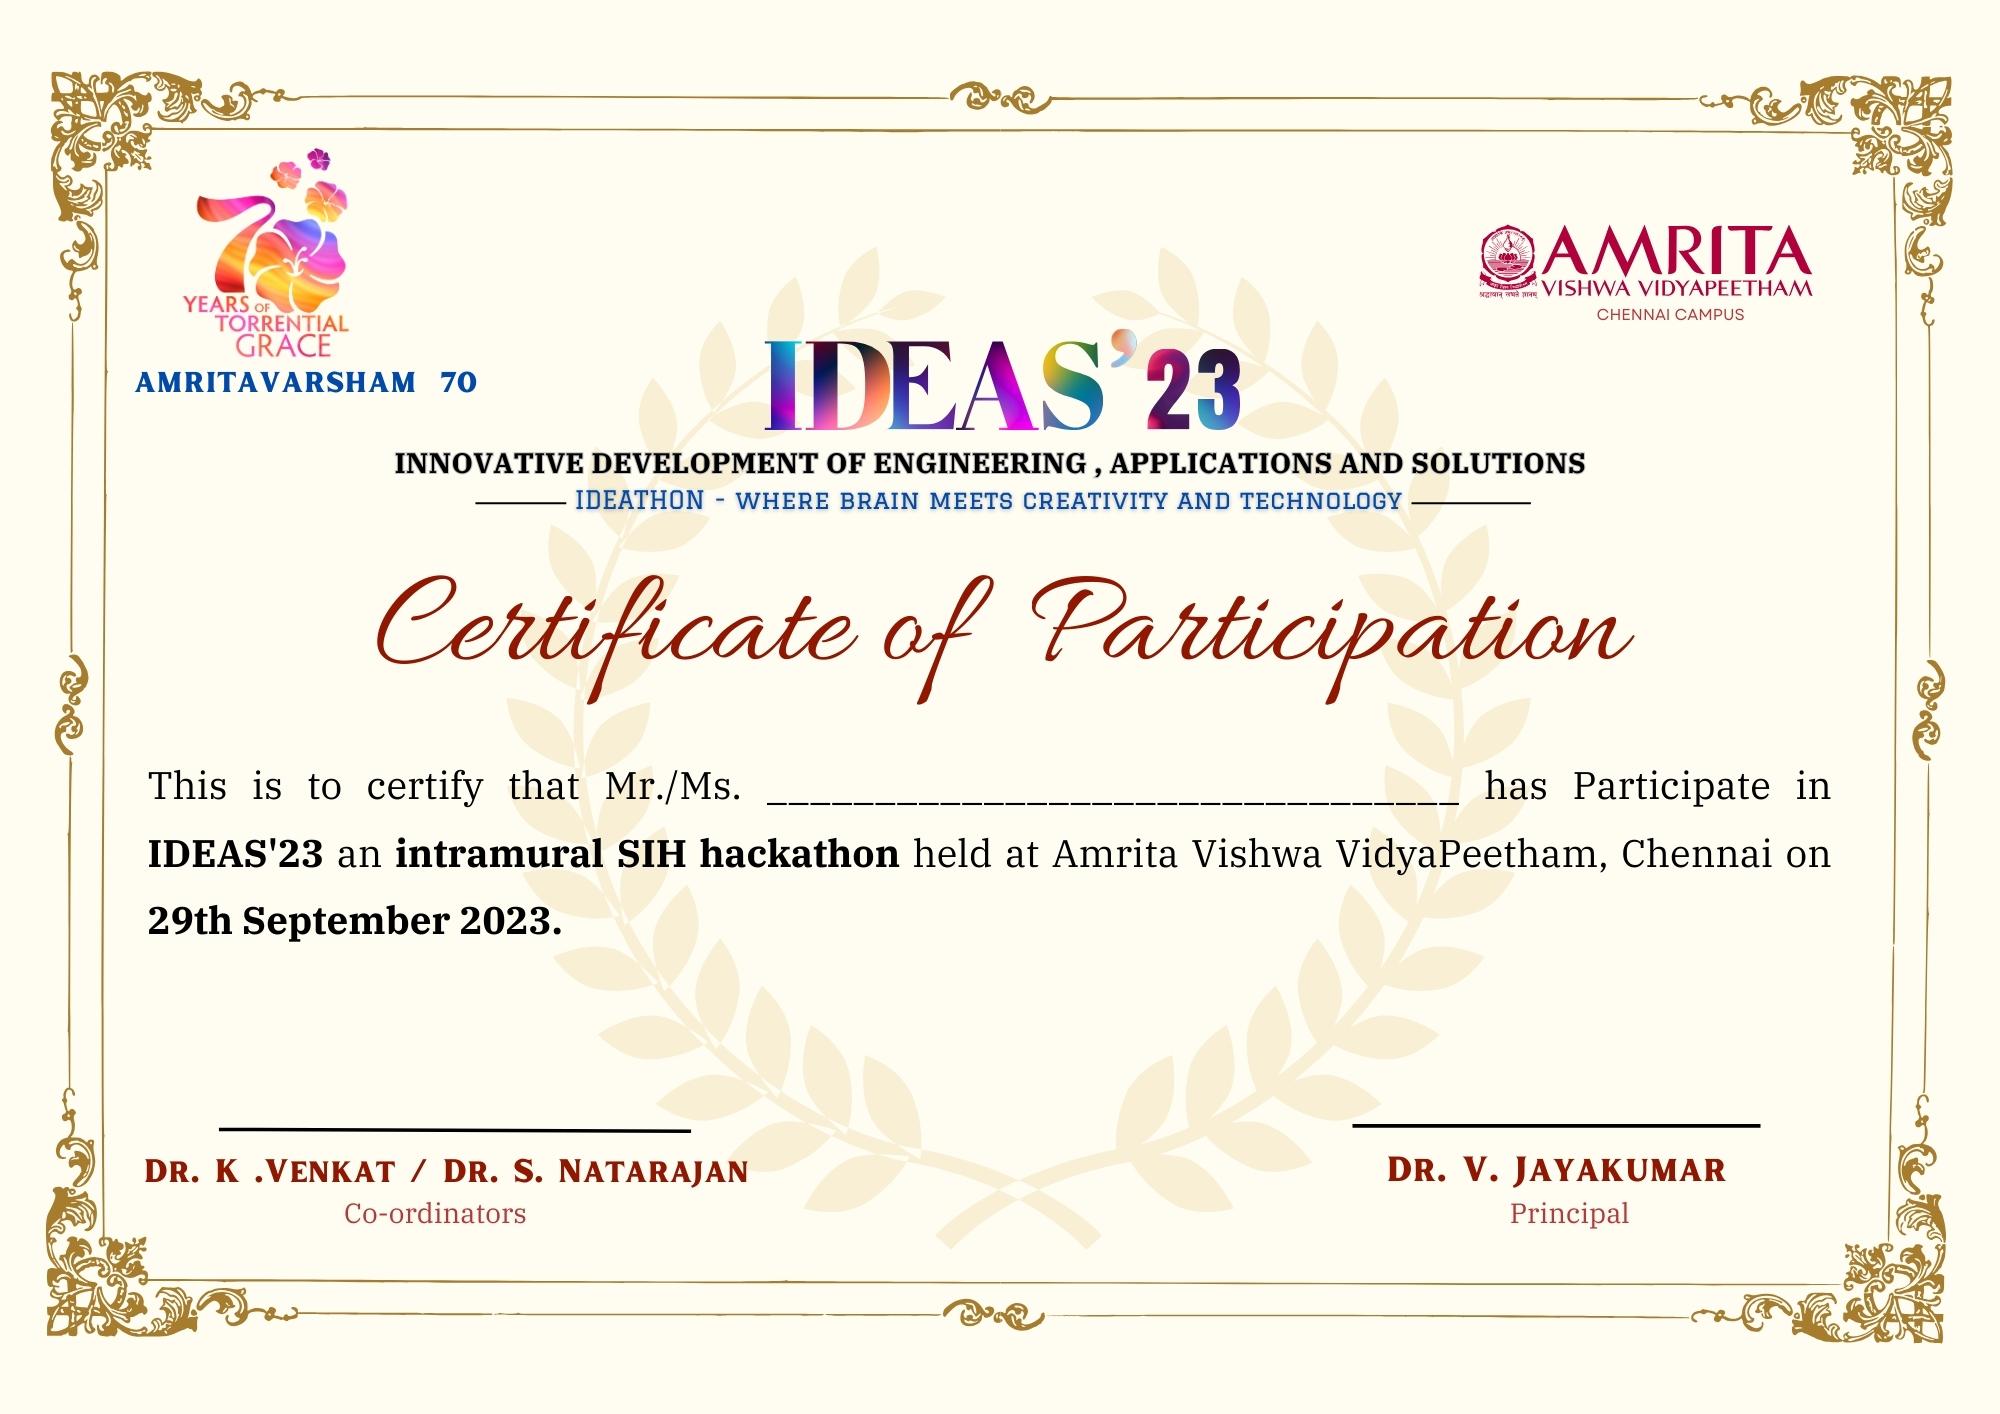 70
YEARS OF
TORRENTIAL
GRACE
AMRITAVARSHAM 70
AMRITA
VISHWA VIDYAPEETHAM
श्रद्धावान् लभते ज्ञानम्
CHENNAI CAMPUS
IDEAS’23
INNOVATIVE DEVELOPMENT OF ENGINEERING , APPLICATIONS AND SOLUTIONS
IDEATHON - WHERE BRAIN MEETS CREATIVITY AND TECHNOLOGY
Certificate of Participation
This is to certify that Mr./Ms. ________________________________ has Participate in
IDEAS'23 an intramural SIH hackathon held at Amrita Vishwa VidyaPeetham, Chennai on
29th September 2023.
DR. K .VENKAT / DR. S. NATARAJAN
Co-ordinators
DR. V. JAYAKUMAR
Principal